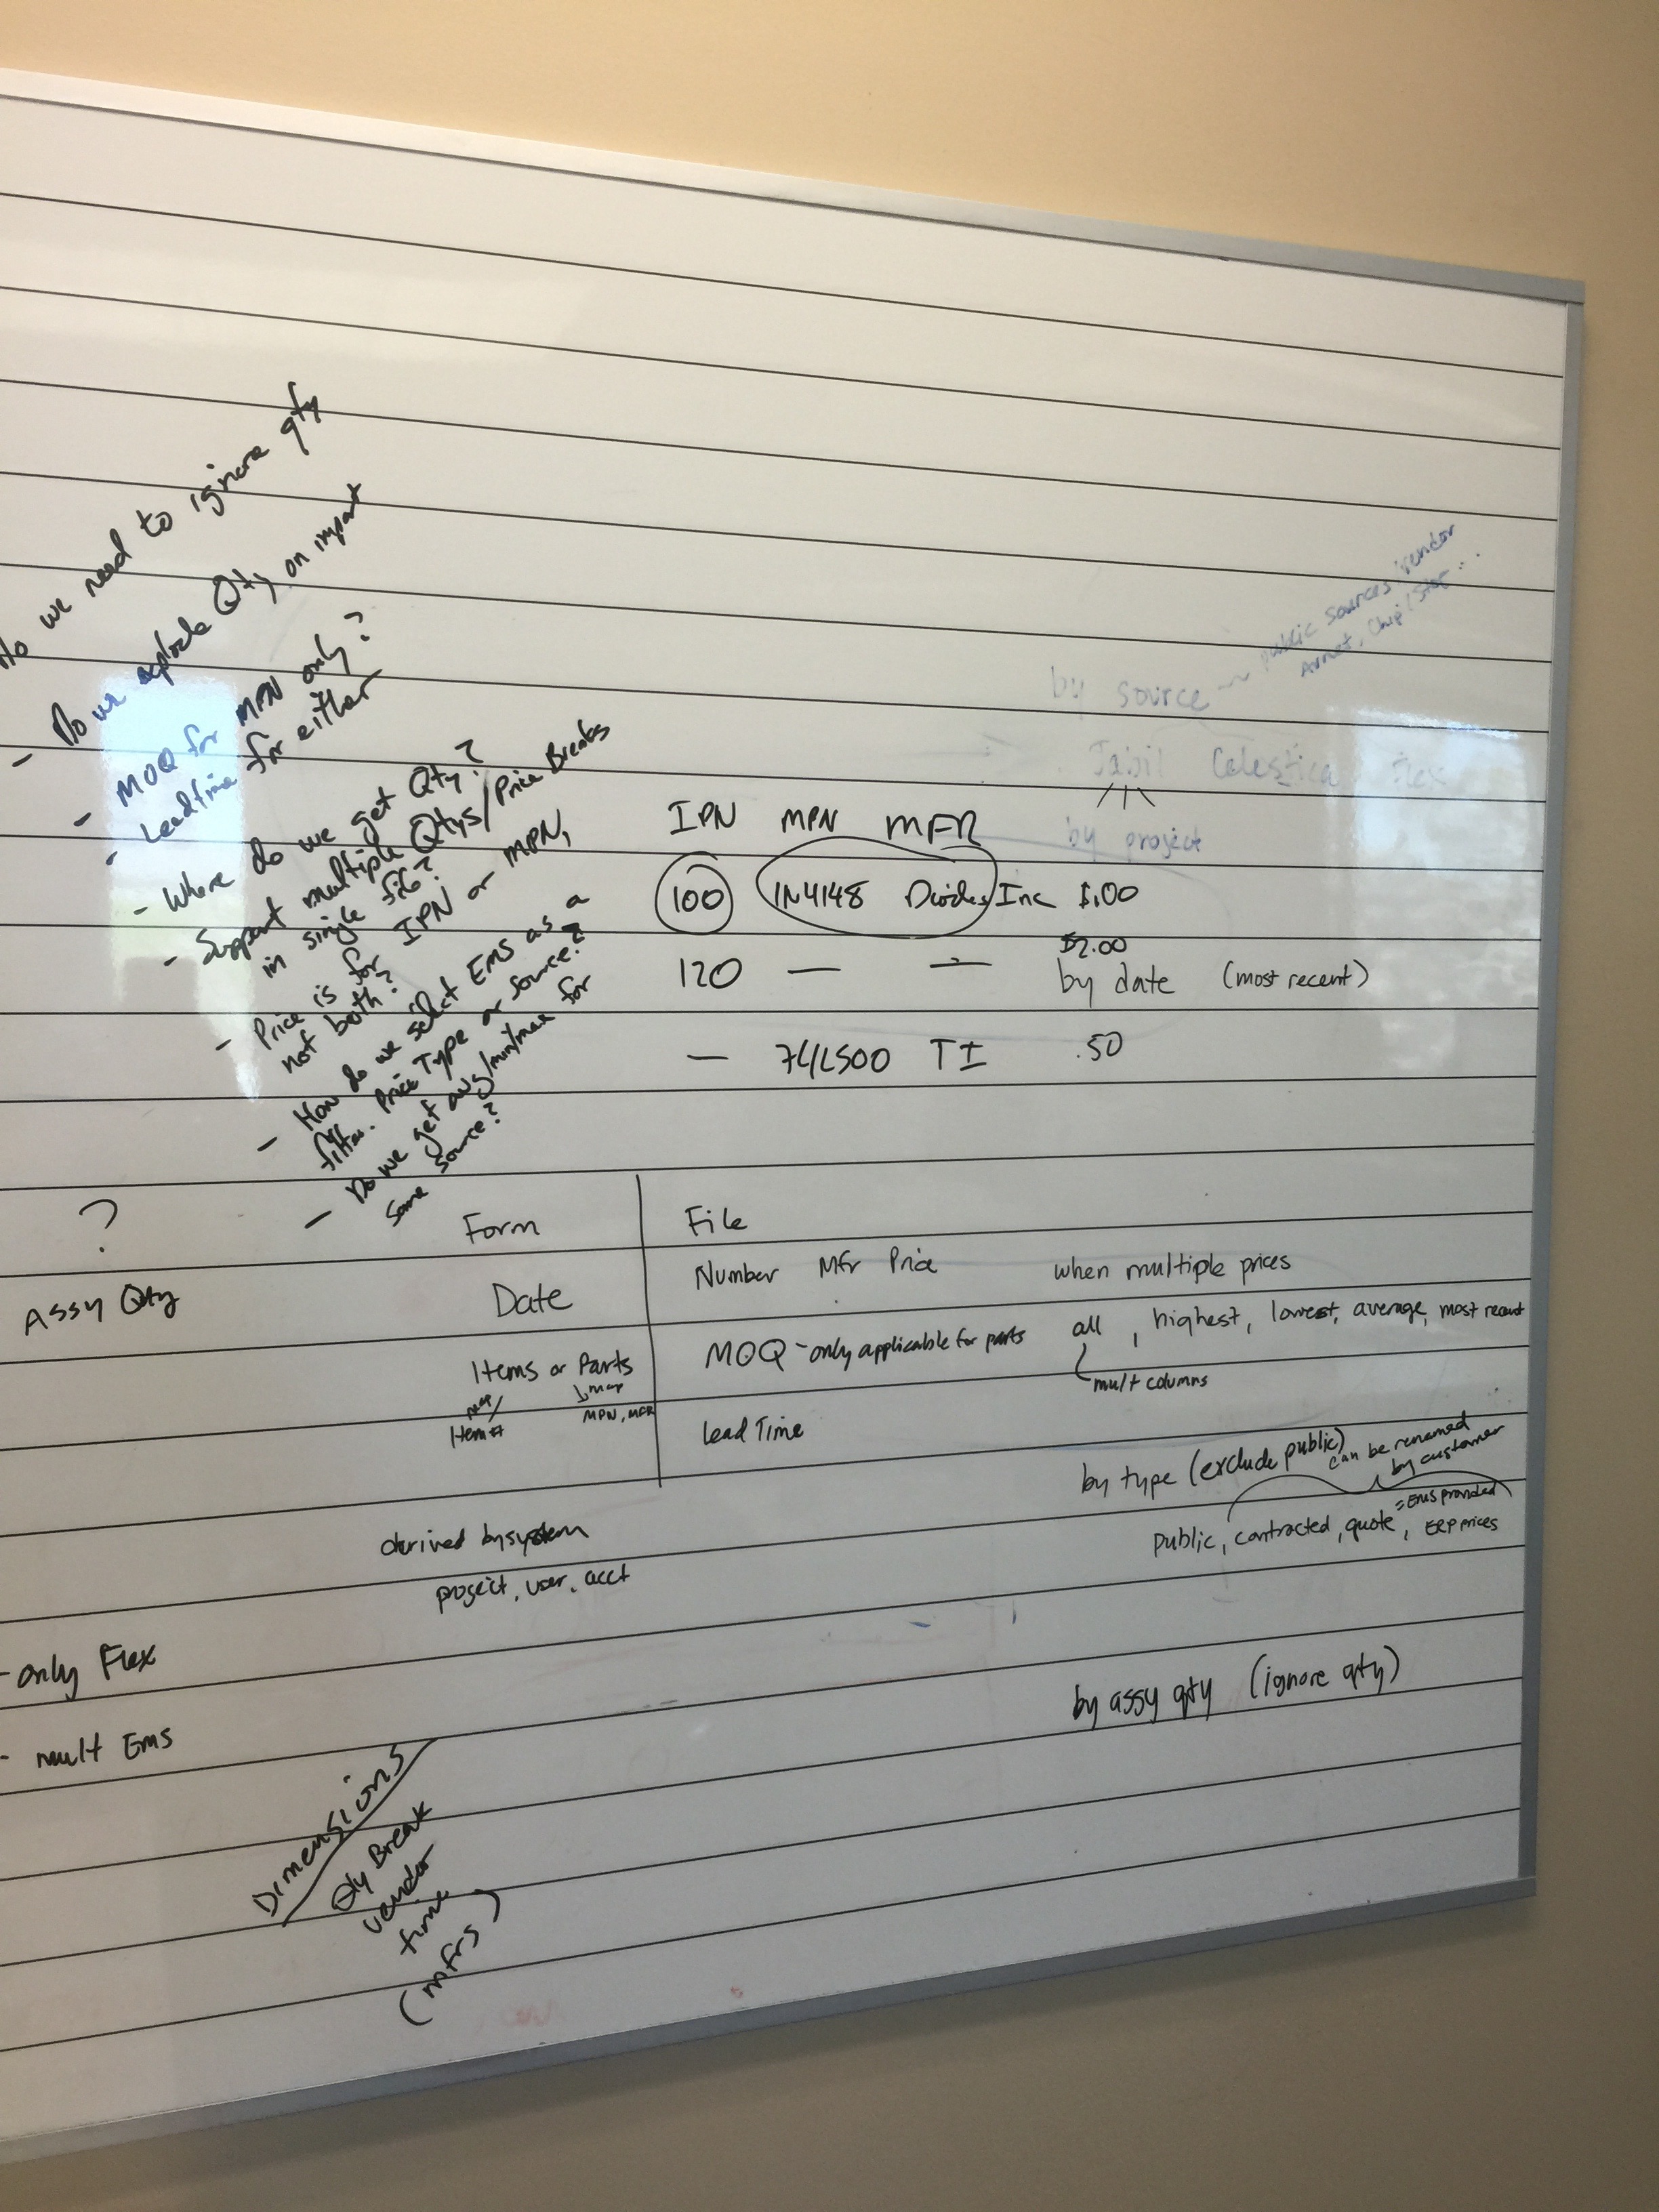 Do we need to ignore qty
- Do we explode Qty on import
- MOQ for MPN only?
- Leadtime for either
- Where do we get Qty?
- Support multiple Qtys/Price Breaks
in single file?
- Price is for IPN or MPN,
not both?
- How do we select EMS as a
filter. Price Type or source?
- Do we get avg/min/max for
same source?
by source ~ public sources, vendor
Avnet, Chip1Stop...
Jabil Celestica Flex
by project
IPN MPN MFR
100 1N4148 Diodes Inc $1.00
$2.00
120 — — by date (most recent)
— 74LS00 TI .50
?
Assy Qty
Form
Date
Items or Parts
map map
Item# MPN, MFR
File
Number Mfr Price
MOQ - only applicable for parts
Lead Time
when multiple prices
all, highest, lowest, average, most recent
mult columns
by type (exclude public) can be renamed
by customer
= EMS provided
public, contracted, quote, ERP prices
derived by system
project, user, acct
- only Flex
- mult EMS
by assy qty (ignore qty)
Dimensions
Qty Break
vendor
time
(mfrs)